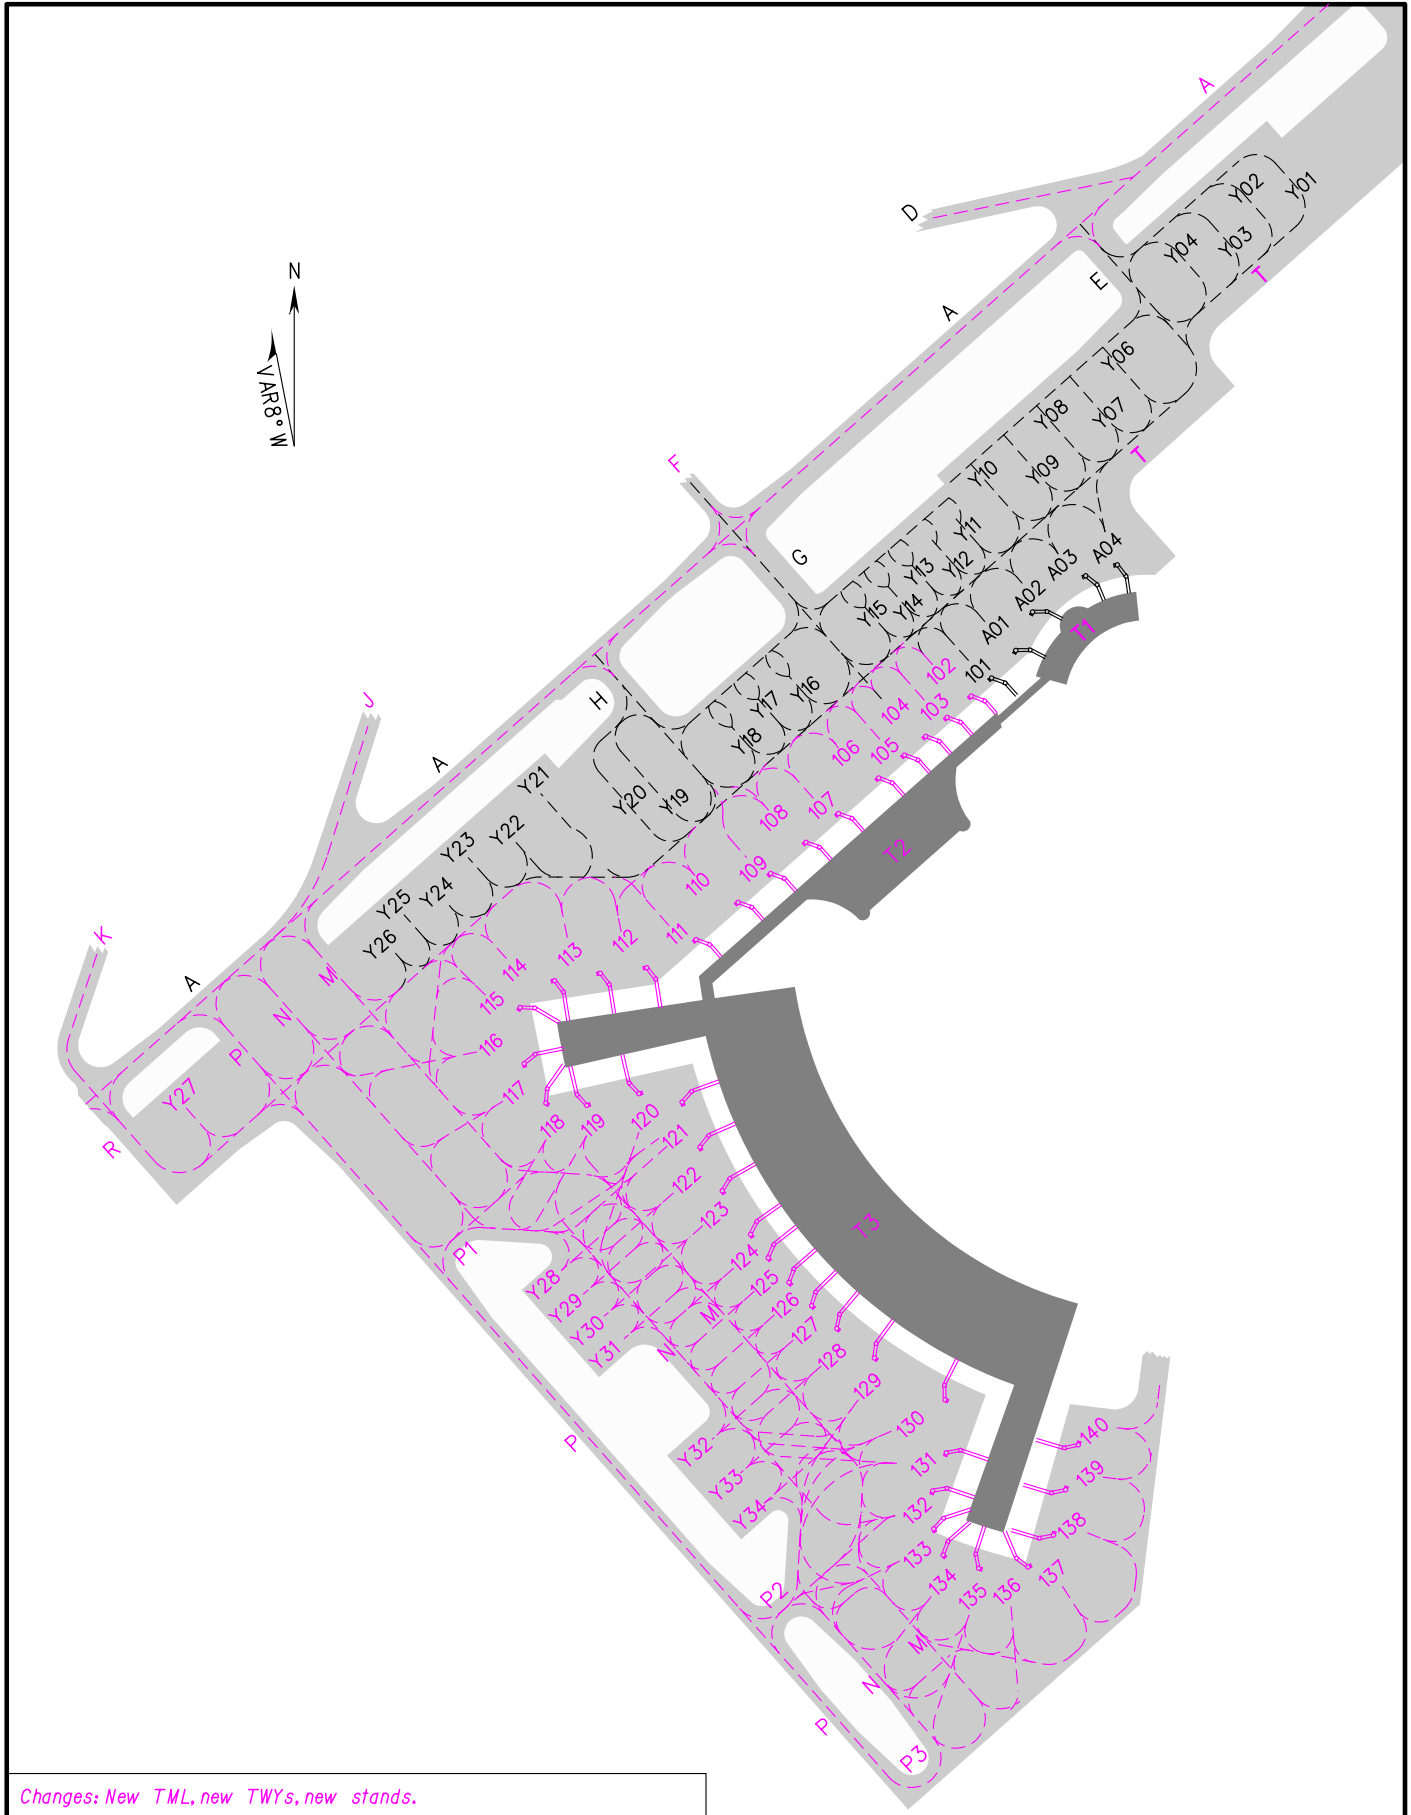 A
D
Y02
Y01
Y04
Y03
T
E
A
N
VAR8°W
Y06
Y08
Y07
T
F
Y10
Y09
G
Y11
Y13
Y12
A04
A03
A02
Y15
Y14
A01
T1
102
101
J
H
Y17
Y16
104
103
A
Y18
106
105
Y21
Y20
Y19
108
107
T2
Y23
Y22
109
110
Y25
Y24
111
112
113
K
Y26
114
M
A
115
N
116
P
Y27
117
R
118
119
120
121
122
123
T3
P1
124
Y28
125
Y29
126
M
Y30
127
Y31
N
128
129
130
P
Y32
131
140
Y33
139
Y34
132
138
133
134
135
136
137
P2
M
N
P
P3
Changes: New TML, new TWYs, new stands.